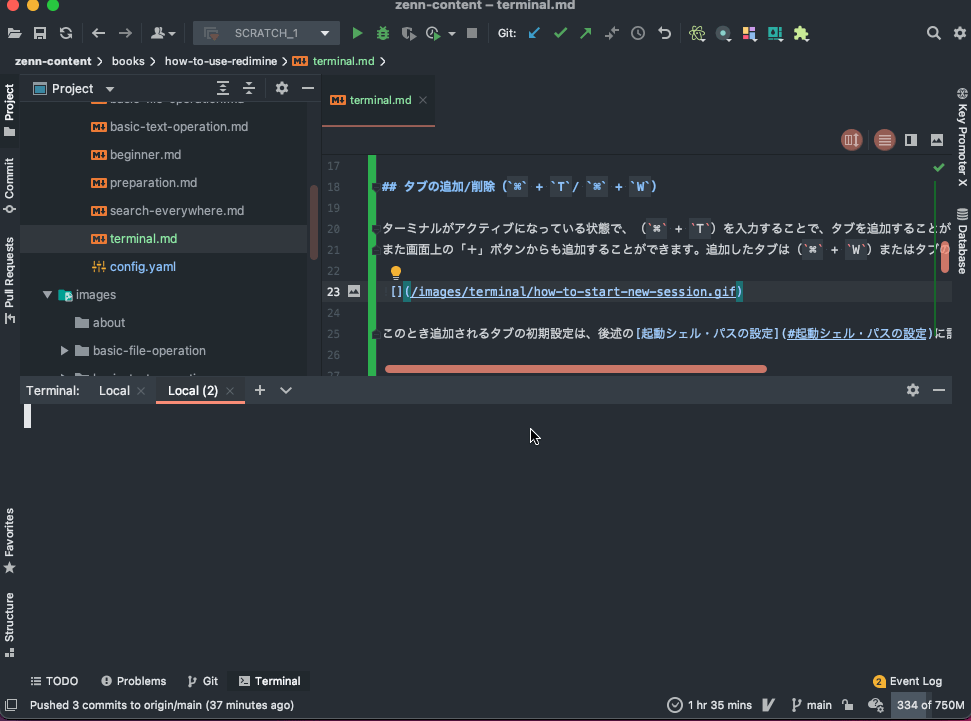 zenn-content – terminal.md
SCRATCH_1
Git:
zenn-content
books
how-to-use-redimine
terminal.md
Project
terminal.md
basic-text-operation.md
beginner.md
preparation.md
search-everywhere.md
terminal.md
config.yaml
images
about
basic-file-operation
17
18 ## タブの追加/削除（`⌘` + `T`/ `⌘` + `W`）
19
20 ターミナルがアクティブになっている状態で、（`⌘` + `T`）を入力することで、タブを追加することが
21 また画面上の「＋」ボタンからも追加することができます。追加したタブは（`⌘` + `W`）またはタブの
22
23 [](/images/terminal/how-to-start-new-session.gif)
24
25 このとき追加されるタブの初期設定は、後述の[起動シェル・パスの設定](#起動シェル・パスの設定)に
26
27
Project
Commit
Pull Requests
Favorites
Structure
Key Promoter X
Database
Terminal:
Local
Local (2)
TODO
Problems
Git
Terminal
2 Event Log
Pushed 3 commits to origin/main (37 minutes ago)
1 hr 35 mins
main
334 of 750M